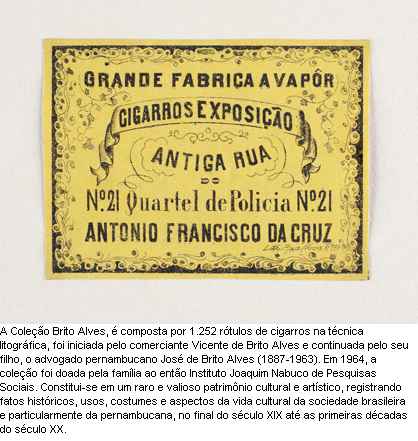 GRANDE FABRICA A VAPÔR
CIGARROS EXPOSIÇÃO
ANTIGA RUA
DO
Nº 21 Quartel de Policia Nº 21
ANTONIO FRANCISCO DA CRUZ
A Coleção Brito Alves, é composta por 1.252 rótulos de cigarros na técnica
litográfica, foi iniciada pelo comerciante Vicente de Brito Alves e continuada pelo seu
filho, o advogado pernambucano José de Brito Alves (1887-1963). Em 1964, a
coleção foi doada pela família ao então Instituto Joaquim Nabuco de Pesquisas
Sociais. Constitui-se em um raro e valioso patrimônio cultural e artístico, registrando
fatos históricos, usos, costumes e aspectos da vida cultural da sociedade brasileira
e particularmente da pernambucana, no final do século XIX até as primeiras décadas
do século XX.